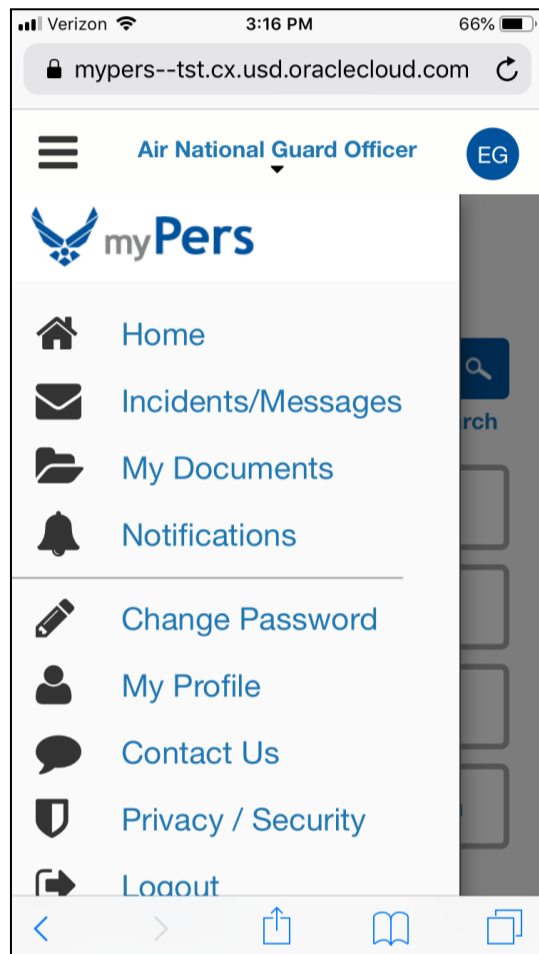 Verizon 3:16 PM 66%
mypers--tst.cx.usd.oraclecloud.com
Air National Guard Officer EG
myPers
Home
rch
Incidents/Messages
My Documents
Notifications
Change Password
My Profile
Contact Us
Privacy / Security
Logout